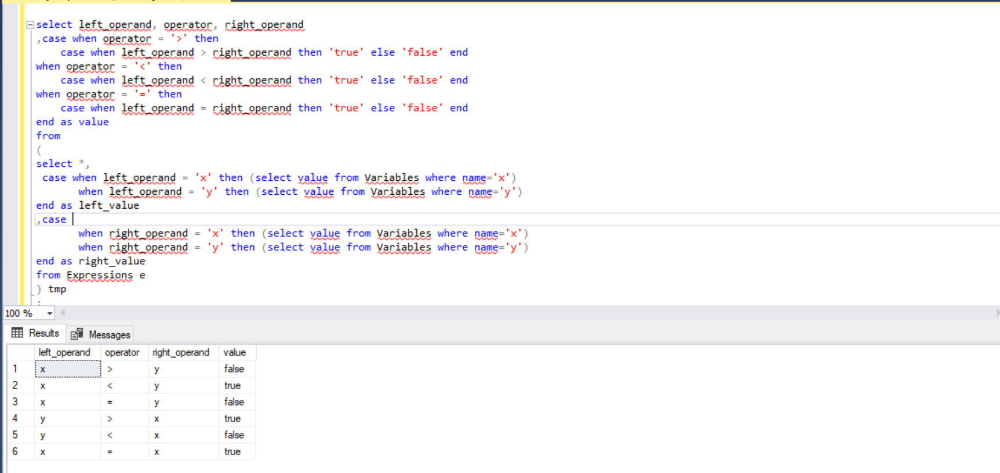 select left_operand, operator, right_operand
,case when operator = '>' then
case when left_operand > right_operand then 'true' else 'false' end
when operator = '<' then
case when left_operand < right_operand then 'true' else 'false' end
when operator = '=' then
case when left_operand = right_operand then 'true' else 'false' end
end as value
from
(
select *,
case when left_operand = 'x' then (select value from Variables where name='x')
when left_operand = 'y' then (select value from Variables where name='y')
end as left_value
,case
when right_operand = 'x' then (select value from Variables where name='x')
when right_operand = 'y' then (select value from Variables where name='y')
end as right_value
from Expressions e
) tmp
100 %
Results Messages
left_operand operator right_operand value
1 x > y false
2 x < y true
3 x = y false
4 y > x true
5 y < x false
6 x = x true